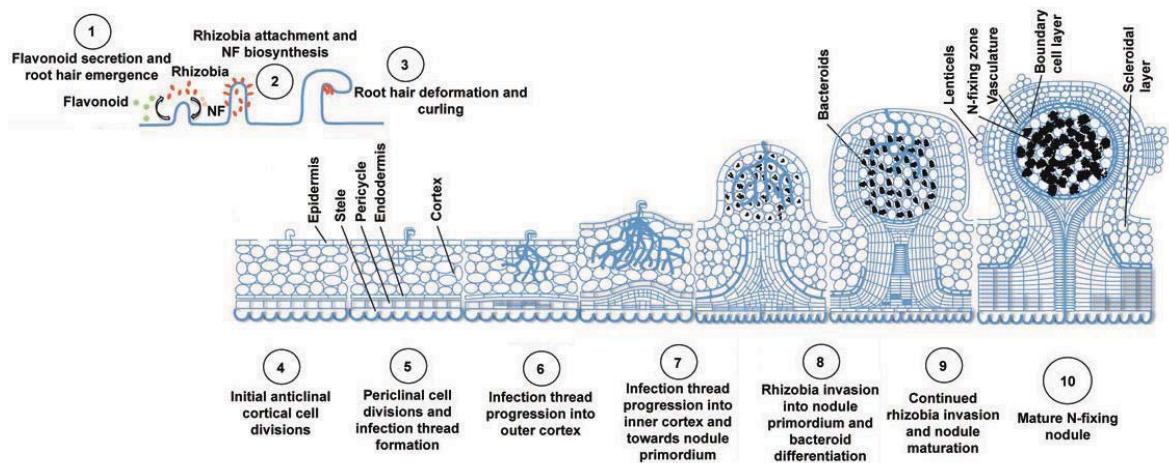 1
Flavonoid secretion and
root hair emergence
Rhizobia
Flavonoid
NF
Rhizobia attachment and
NF biosynthesis
2
3
Root hair deformation and
curling
Epidermis
Stele
Pericycle
Endodermis
Cortex
Bacteroids
Lenticels
N-fixing zone
Vasculature
Boundary
cell layer
Scleroidal
layer
4
Initial anticlinal
cortical cell
divisions
5
Periclinal cell
divisions and
infection thread
formation
6
Infection thread
progression into
outer cortex
7
Infection thread
progression into
inner cortex and
towards nodule
primordium
8
Rhizobia invasion
into nodule
primordium and
bacteroid
differentiation
9
Continued
rhizobia invasion
and nodule
maturation
10
Mature N-fixing
nodule